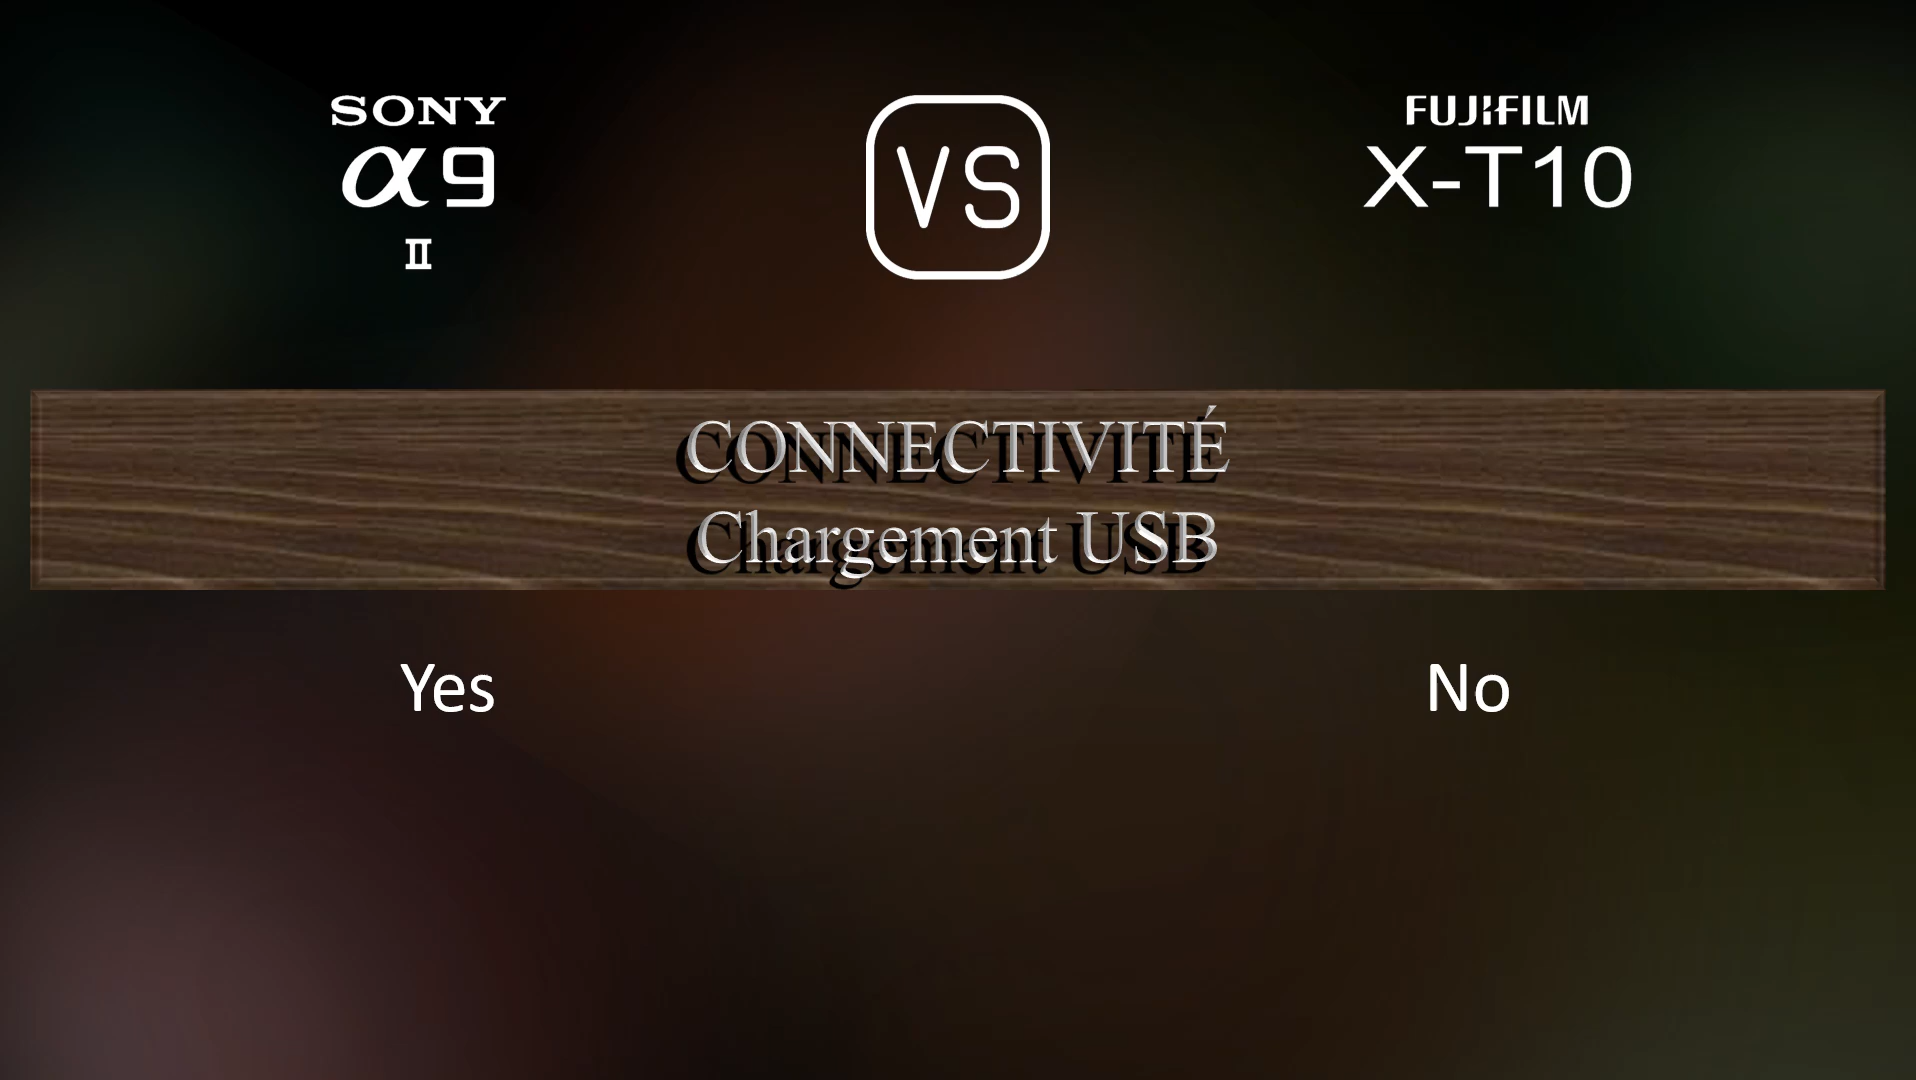 SONY
α9
II
VS
FUJIFILM
X-T10
CONNECTIVITÉ
Chargement USB
Yes
No